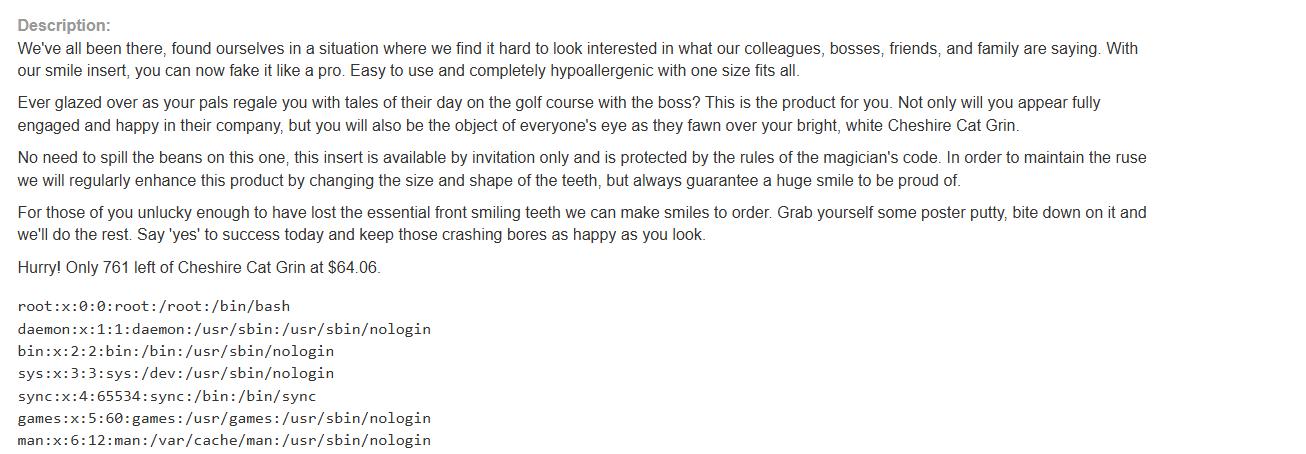 Description:
We've all been there, found ourselves in a situation where we find it hard to look interested in what our colleagues, bosses, friends, and family are saying. With
our smile insert, you can now fake it like a pro. Easy to use and completely hypoallergenic with one size fits all.
Ever glazed over as your pals regale you with tales of their day on the golf course with the boss? This is the product for you. Not only will you appear fully
engaged and happy in their company, but you will also be the object of everyone's eye as they fawn over your bright, white Cheshire Cat Grin.
No need to spill the beans on this one, this insert is available by invitation only and is protected by the rules of the magician's code. In order to maintain the ruse
we will regularly enhance this product by changing the size and shape of the teeth, but always guarantee a huge smile to be proud of.
For those of you unlucky enough to have lost the essential front smiling teeth we can make smiles to order. Grab yourself some poster putty, bite down on it and
we'll do the rest. Say 'yes' to success today and keep those crashing bores as happy as you look.
Hurry! Only 761 left of Cheshire Cat Grin at $64.06.
root:x:0:0:root:/root:/bin/bash
daemon:x:1:1:daemon:/usr/sbin:/usr/sbin/nologin
bin:x:2:2:bin:/bin:/usr/sbin/nologin
sys:x:3:3:sys:/dev:/usr/sbin/nologin
sync:x:4:65534:sync:/bin:/bin/sync
games:x:5:60:games:/usr/games:/usr/sbin/nologin
man:x:6:12:man:/var/cache/man:/usr/sbin/nologin